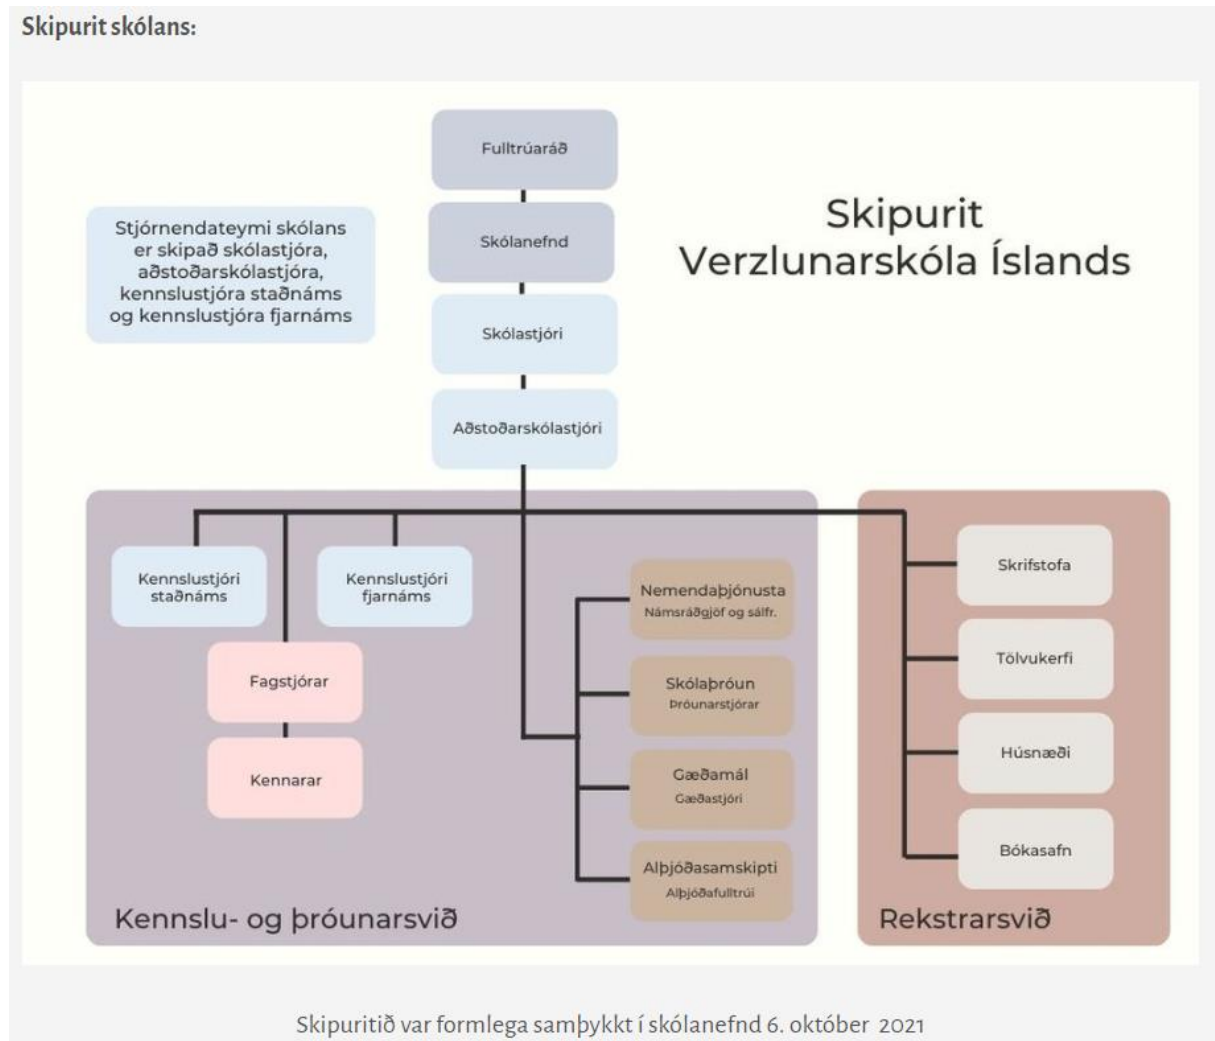 Skipurit skólans:
Fulltrúaráð
Skólanefnd
Skólastjóri
Aðstoðarskólastjóri
Stjórnendateymi skólans
er skipað skólastjóra,
aðstoðarskólastjóra,
kennslustjóra staðnáms
og kennslustjóra fjarnáms
Skipurit
Verzlunarskóla Íslands
Kennslustjóri
staðnáms
Kennslustjóri
fjarnáms
Fagstjórar
Kennarar
Nemendaþjónusta
Námsráðgjöf og sálfr.
Skólaþróun
Þróunarstjórar
Gæðamál
Gæðastjóri
Alþjóðasamskipti
Alþjóðafulltrúi
Kennslu- og þróunarsvið
Skrifstofa
Tölvukerfi
Húsnæði
Bókasafn
Rekstrarsvið
Skipuritið var formlega samþykkt í skólanefnd 6. október 2021